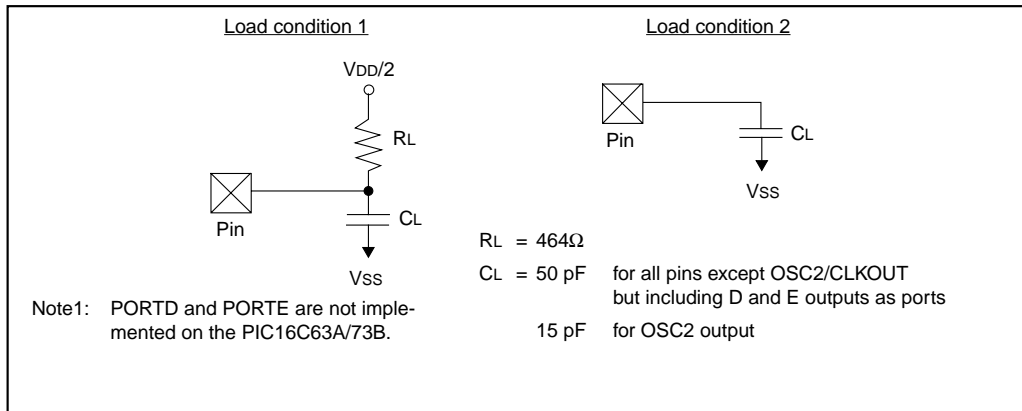 Load condition 1
VDD/2
RL
Pin
CL
VSS
Note1: PORTD and PORTE are not imple-
mented on the PIC16C63A/73B.
Load condition 2
Pin
CL
VSS
RL = 464Ω
CL = 50 pF for all pins except OSC2/CLKOUT
but including D and E outputs as ports
15 pF for OSC2 output